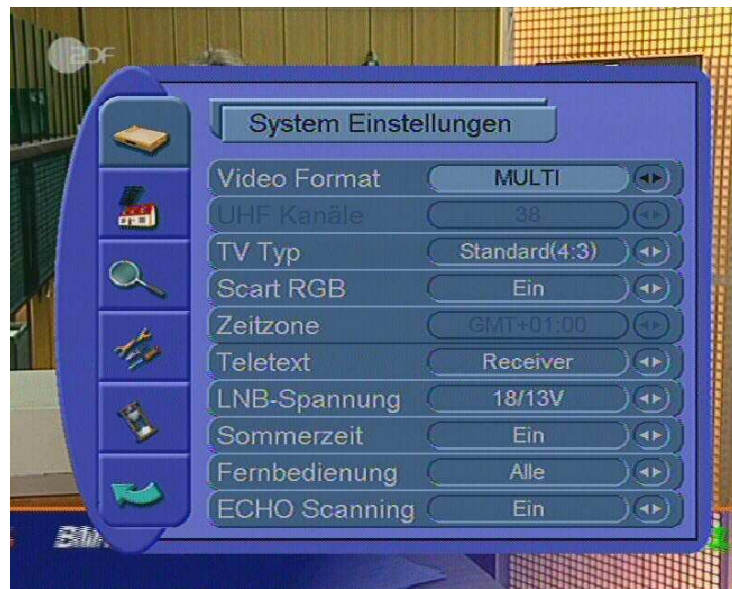 ZDF
System Einstellungen
Video Format MULTI
UHF Kanäle 38
TV Typ Standard(4:3)
Scart RGB Ein
Zeitzone GMT+01:00
Teletext Receiver
LNB-Spannung 18/13V
Sommerzeit Ein
Fernbedienung Alle
ECHO Scanning Ein